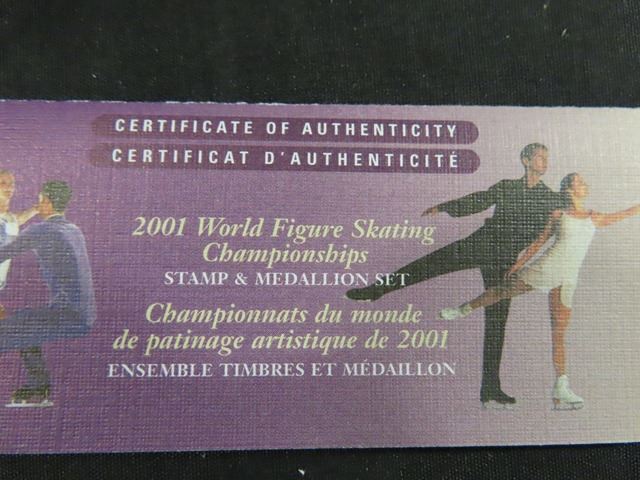 CERTIFICATE OF AUTHENTICITY
CERTIFICAT D'AUTHENTICITÉ
2001 World Figure Skating
Championships
STAMP & MEDALLION SET
Championnats du monde
de patinage artistique de 2001
ENSEMBLE TIMBRES ET MÉDAILLON